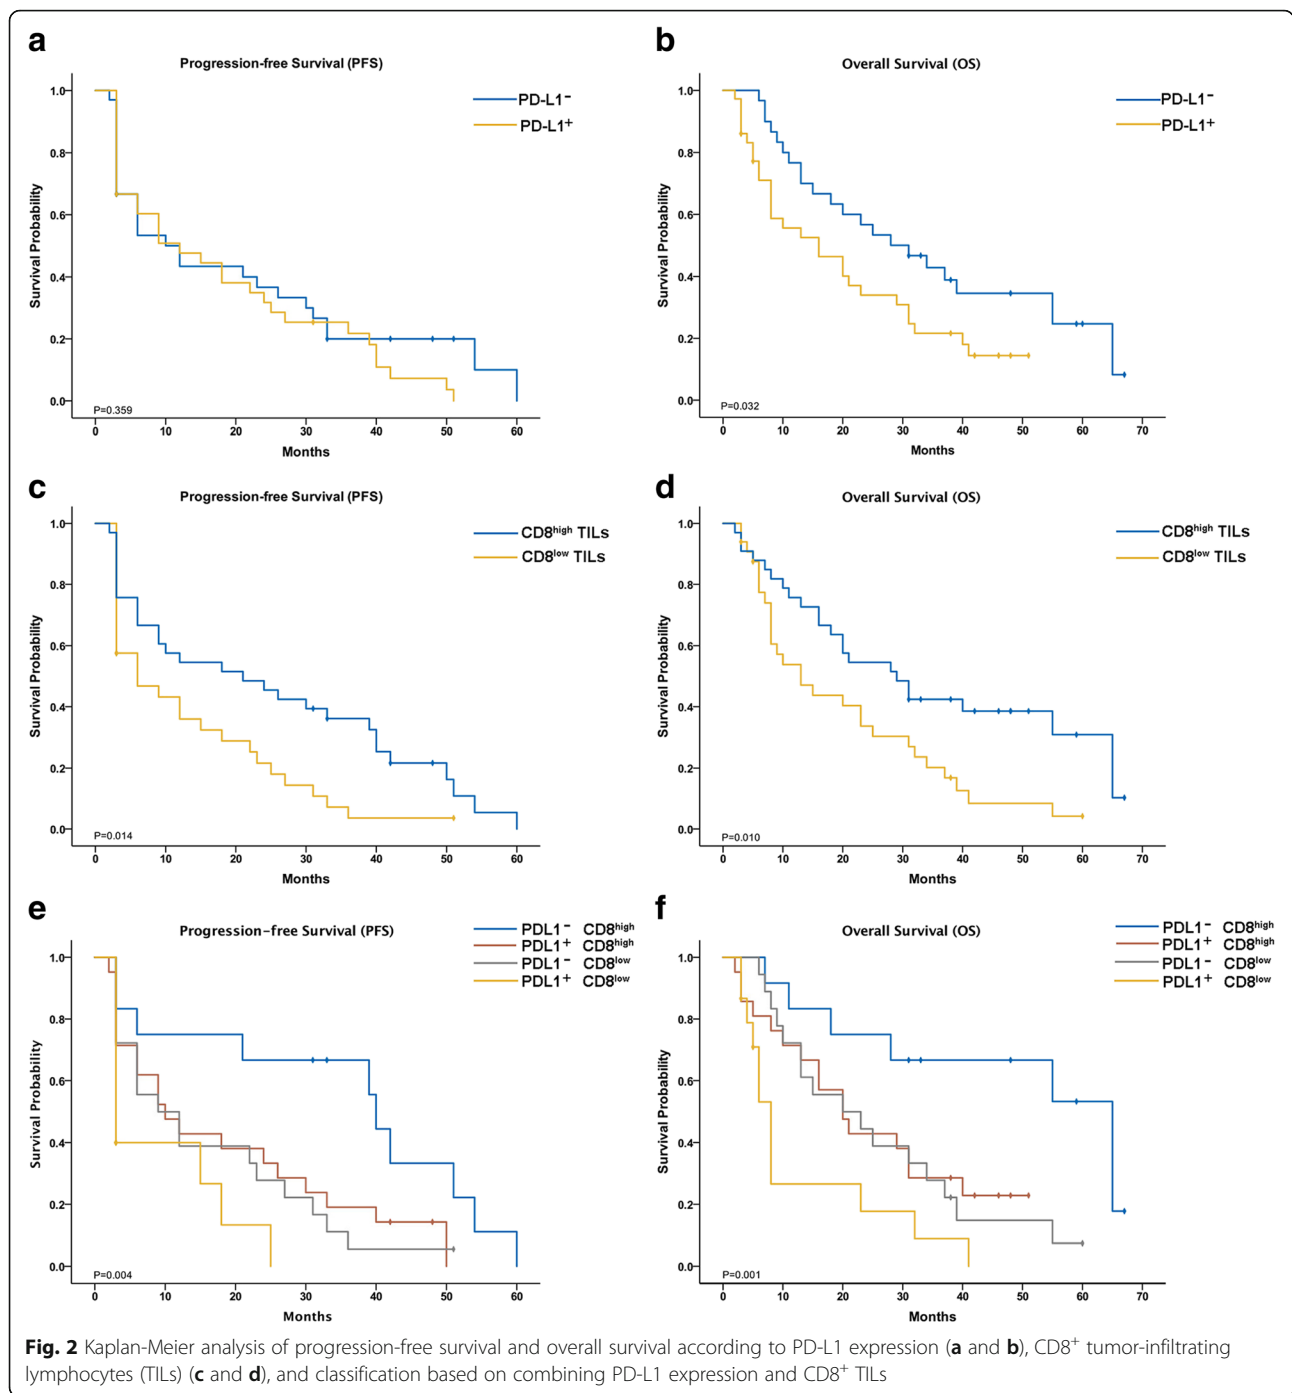 a
Progression-free Survival (PFS)
PD-L1⁻
PD-L1⁺
Survival Probability
1.0
0.8
0.6
0.4
0.2
0.0
P=0.359
0 10 20 30 40 50 60
Months
b
Overall Survival (OS)
PD-L1⁻
PD-L1⁺
Survival Probability
1.0
0.8
0.6
0.4
0.2
0.0
P=0.032
0 10 20 30 40 50 60 70
Months
c
Progression-free Survival (PFS)
CD8ʰⁱᵍʰ TILs
CD8ˡᵒʷ TILs
Survival Probability
1.0
0.8
0.6
0.4
0.2
0.0
P=0.014
0 10 20 30 40 50 60
Months
d
Overall Survival (OS)
CD8ʰⁱᵍʰ TILs
CD8ˡᵒʷ TILs
Survival Probability
1.0
0.8
0.6
0.4
0.2
0.0
P=0.010
0 10 20 30 40 50 60 70
Months
e
Progression-free Survival (PFS)
PDL1⁻ CD8ʰⁱᵍʰ
PDL1⁺ CD8ʰⁱᵍʰ
PDL1⁻ CD8ˡᵒʷ
PDL1⁺ CD8ˡᵒʷ
Survival Probability
1.0
0.8
0.6
0.4
0.2
0.0
P=0.004
0 10 20 30 40 50 60
Months
f
Overall Survival (OS)
PDL1⁻ CD8ʰⁱᵍʰ
PDL1⁺ CD8ʰⁱᵍʰ
PDL1⁻ CD8ˡᵒʷ
PDL1⁺ CD8ˡᵒʷ
Survival Probability
1.0
0.8
0.6
0.4
0.2
0.0
P=0.001
0 10 20 30 40 50 60 70
Months
Fig. 2 Kaplan-Meier analysis of progression-free survival and overall survival according to PD-L1 expression (a and b), CD8⁺ tumor-infiltrating
lymphocytes (TILs) (c and d), and classification based on combining PD-L1 expression and CD8⁺ TILs